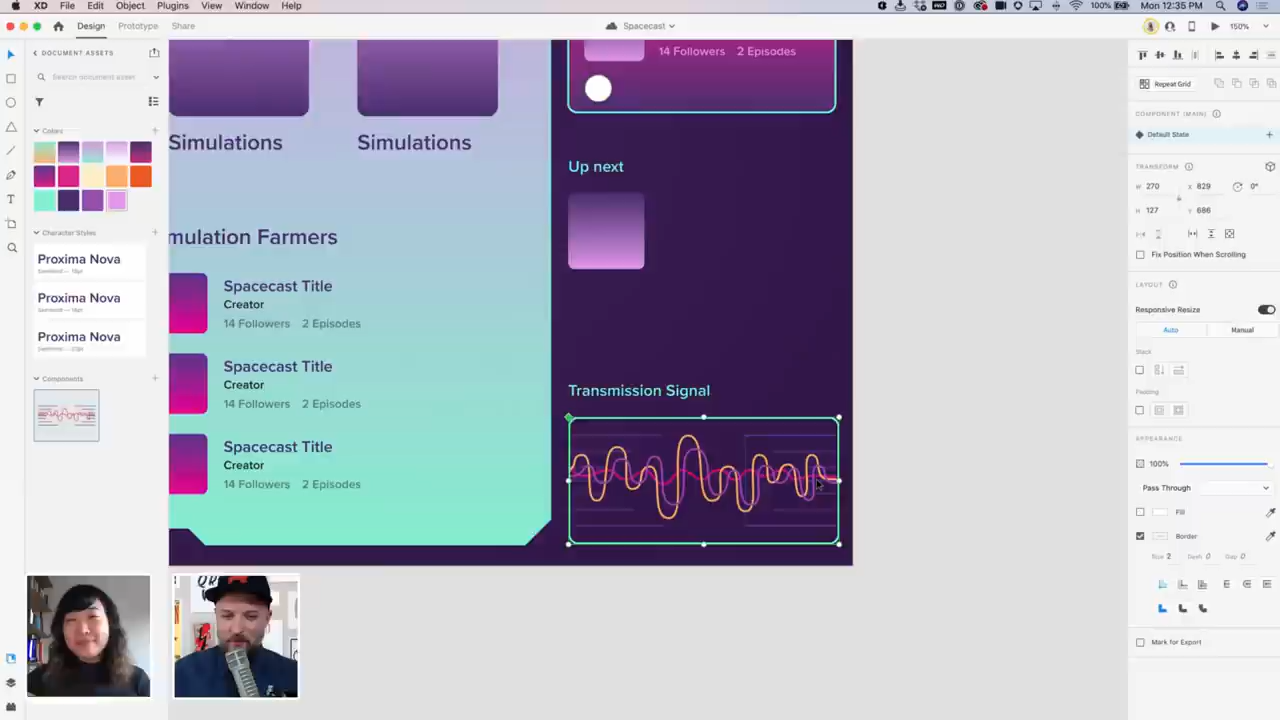 XD File Edit Object Plugins View Window Help
100% Mon 12:35 PM
Design Prototype Share
Spacecast
150%
DOCUMENT ASSETS
Search document asset
Colors
Character Styles
Proxima Nova
Proxima Nova
Proxima Nova
Components
Simulations Simulations
mulation Farmers
Spacecast Title
Creator
14 Followers 2 Episodes
Spacecast Title
Creator
14 Followers 2 Episodes
Spacecast Title
Creator
14 Followers 2 Episodes
14 Followers 2 Episodes
Up next
Transmission Signal
Repeat Grid
COMPONENT (MAIN)
Default State
TRANSFORM
W 270 X 829 0°
H 127 Y 686
Fix Position When Scrolling
LAYOUT
Responsive Resize
Auto Manual
Stack
Padding
APPEARANCE
100%
Pass Through
Fill
Border
Size 2 Dash 0 Gap 0
Mark for Export